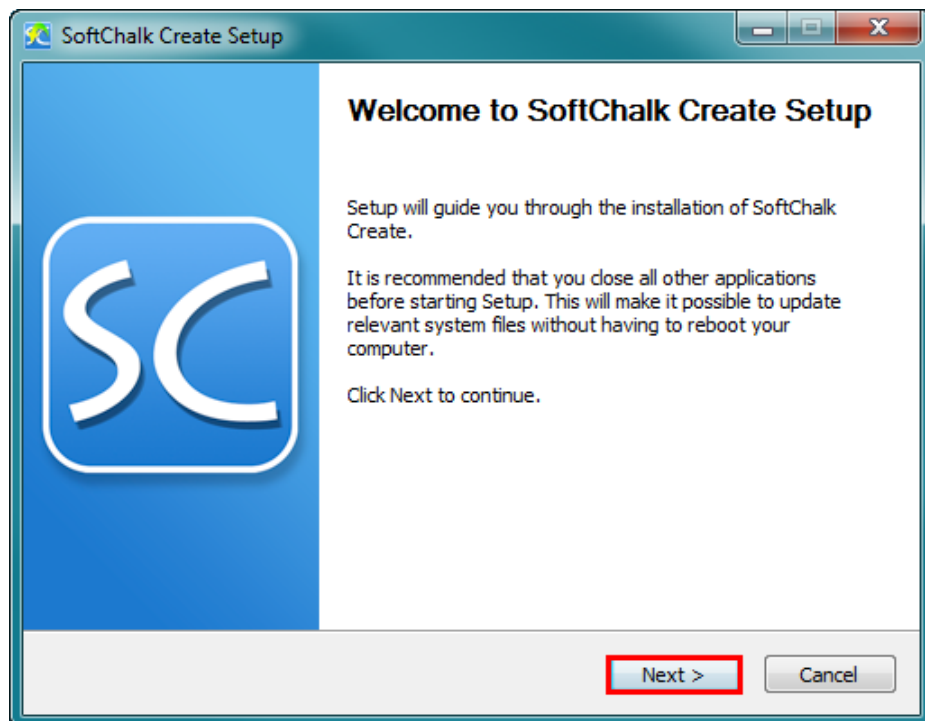 SoftChalk Create Setup
Welcome to SoftChalk Create Setup
Setup will guide you through the installation of SoftChalk
Create.
It is recommended that you close all other applications
before starting Setup. This will make it possible to update
relevant system files without having to reboot your
computer.
Click Next to continue.
SC
Next >
Cancel